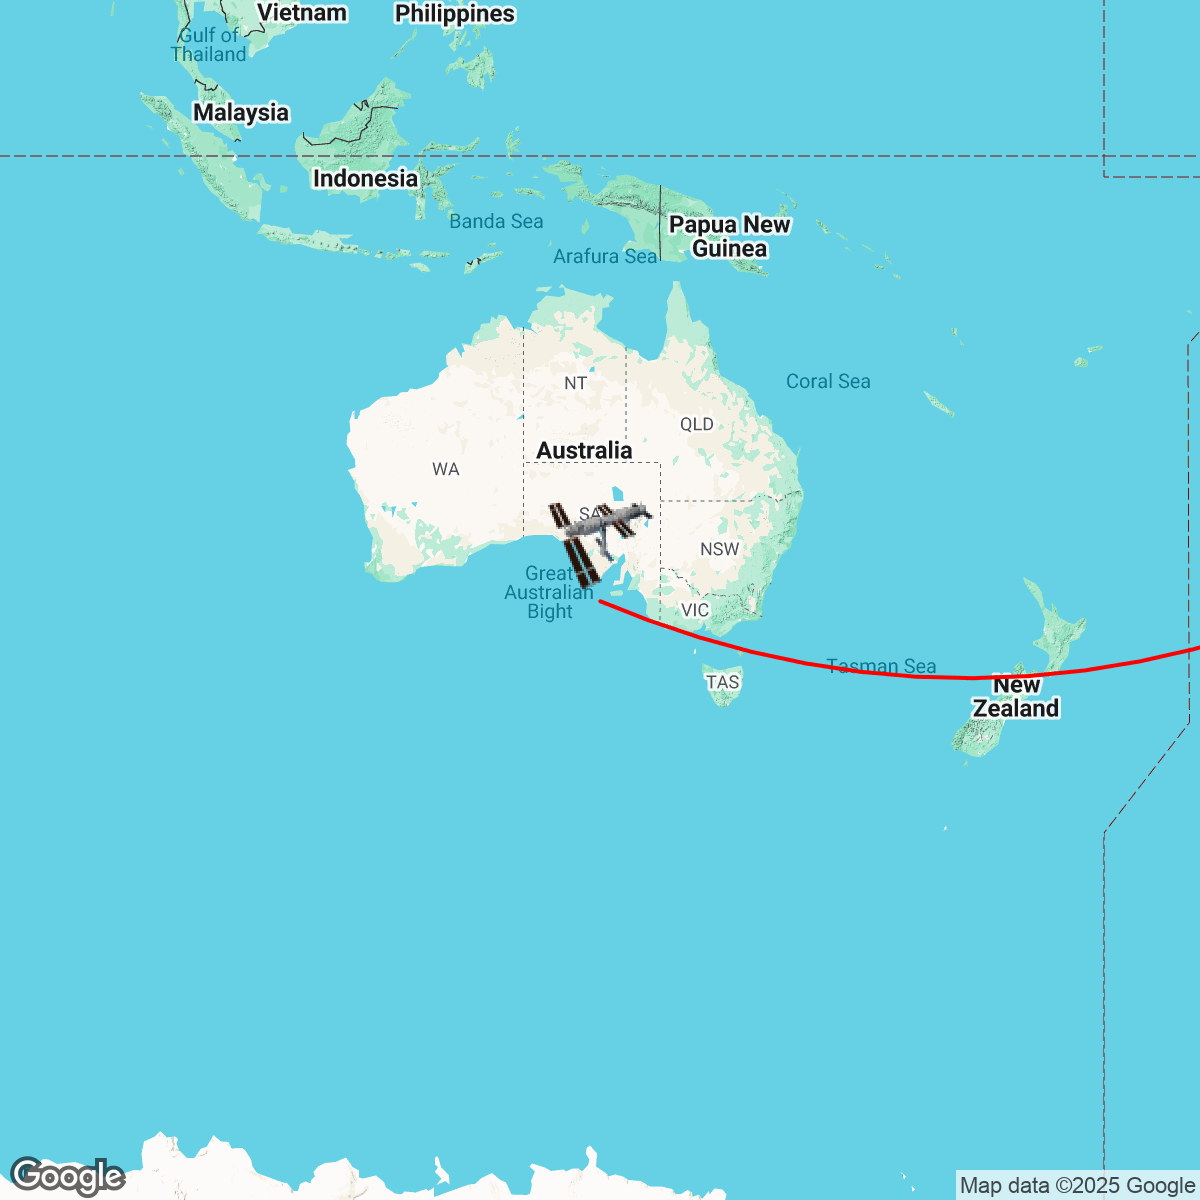 Vietnam
Philippines
Gulf of
Thailand
Malaysia
Indonesia
Banda Sea
Papua New
Guinea
Arafura Sea
NT
Coral Sea
QLD
Australia
WA
SA
NSW
Great
Australian
Bight
VIC
Tasman Sea
TAS
New
Zealand
Google
Map data ©2025 Google